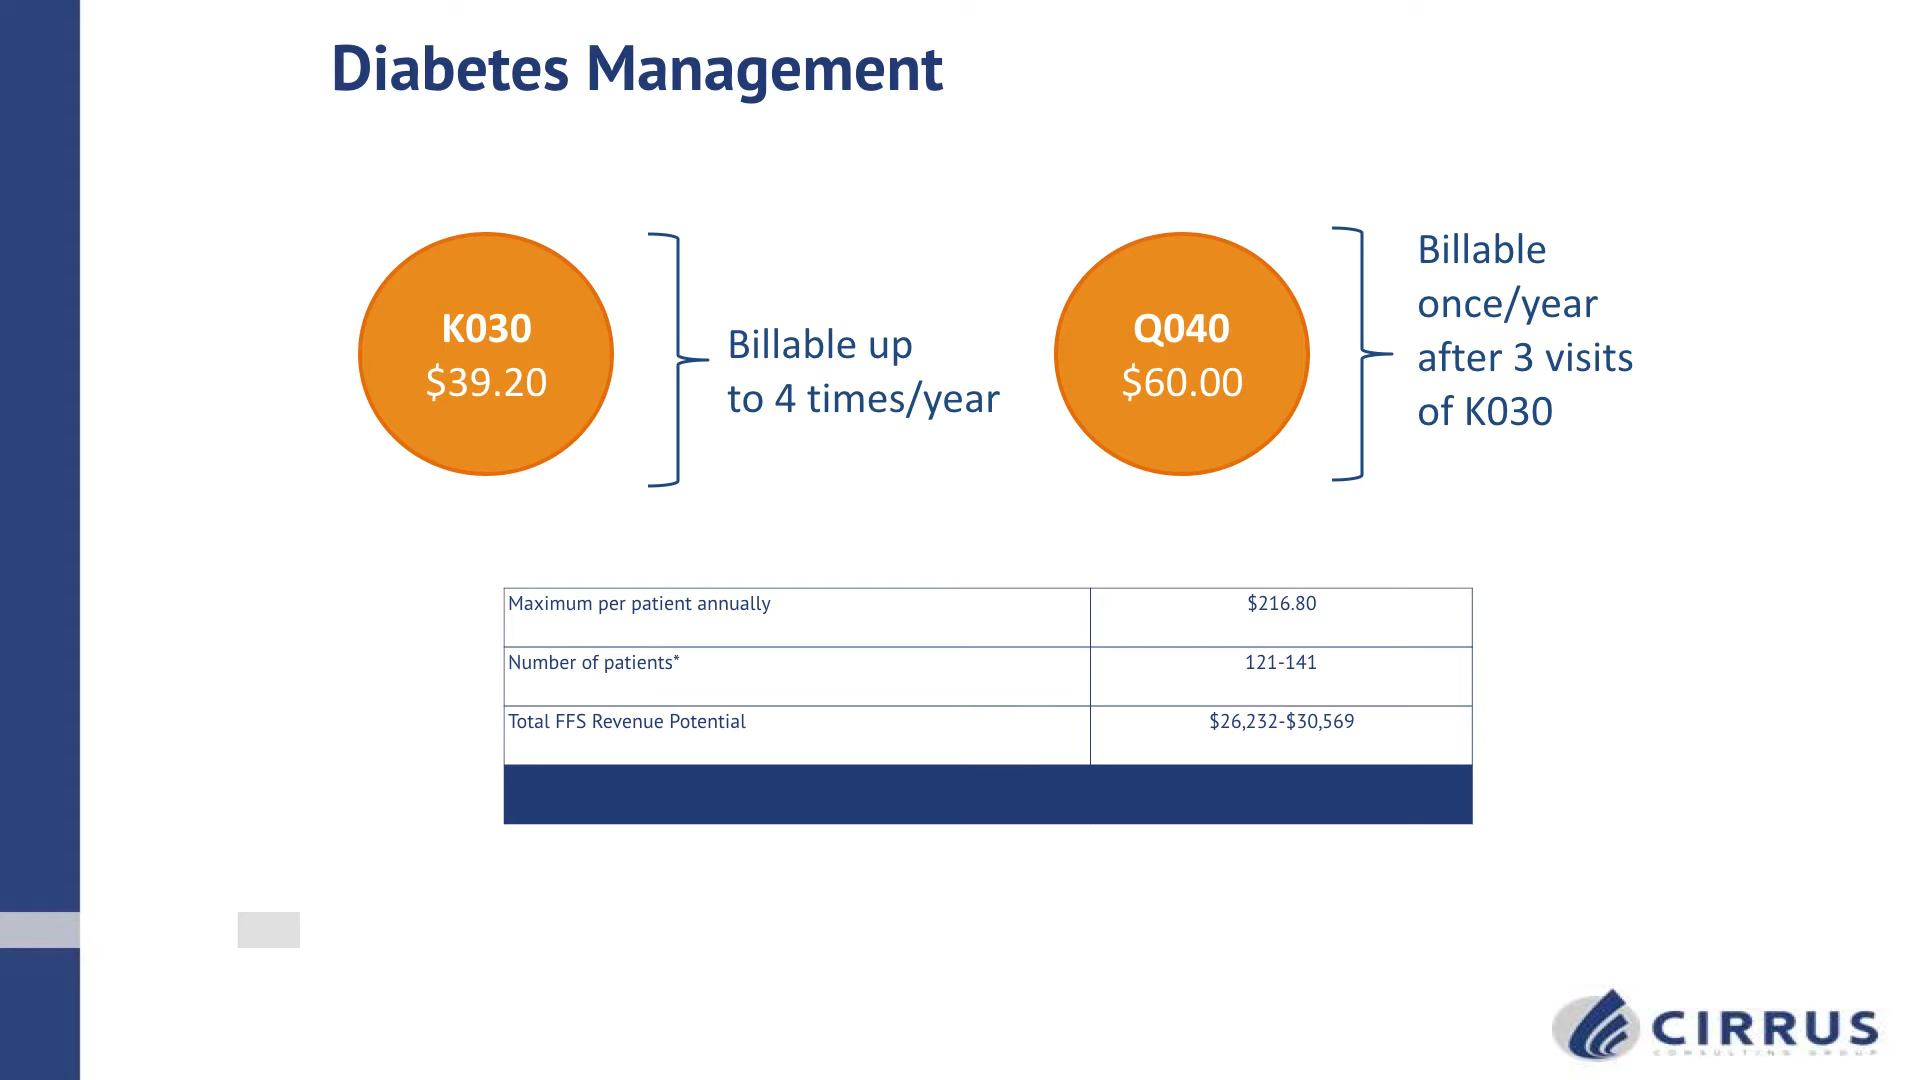 Diabetes Management
K030
$39.20
Billable up
to 4 times/year
Q040
$60.00
Billable
once/year
after 3 visits
of K030
Maximum per patient annually $216.80
Number of patients* 121-141
Total FFS Revenue Potential $26,232-$30,569
CIRRUS
CONSULTING GROUP